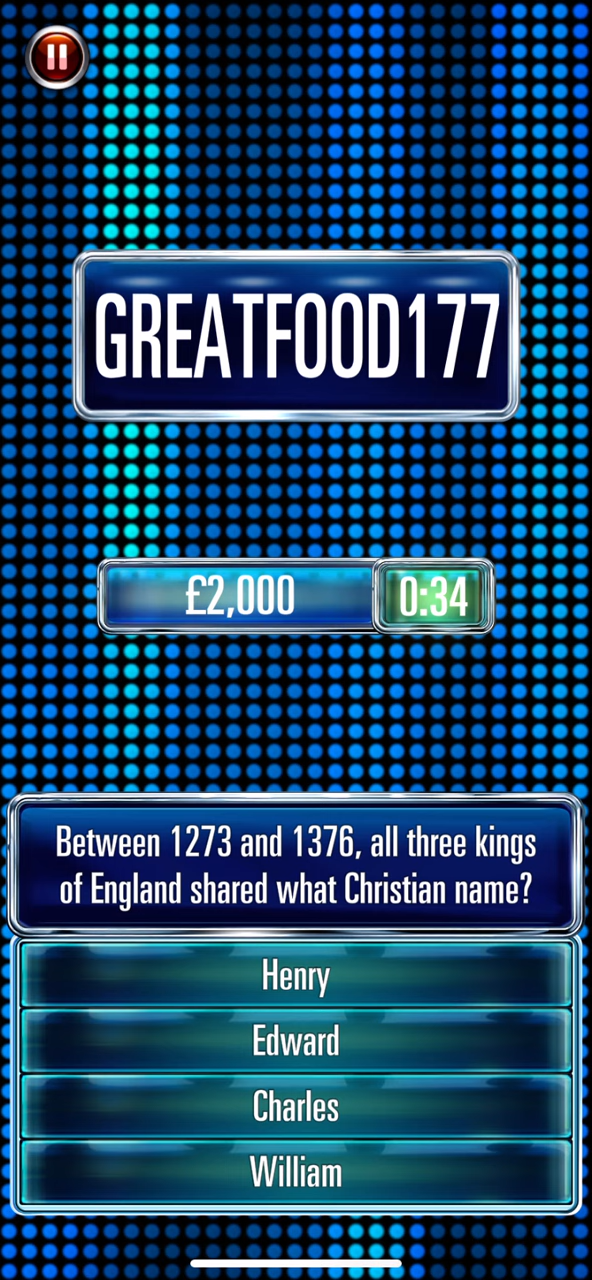 GREATFOOD177
£2,000
0:34
Between 1273 and 1376, all three kings
of England shared what Christian name?
Henry
Edward
Charles
William